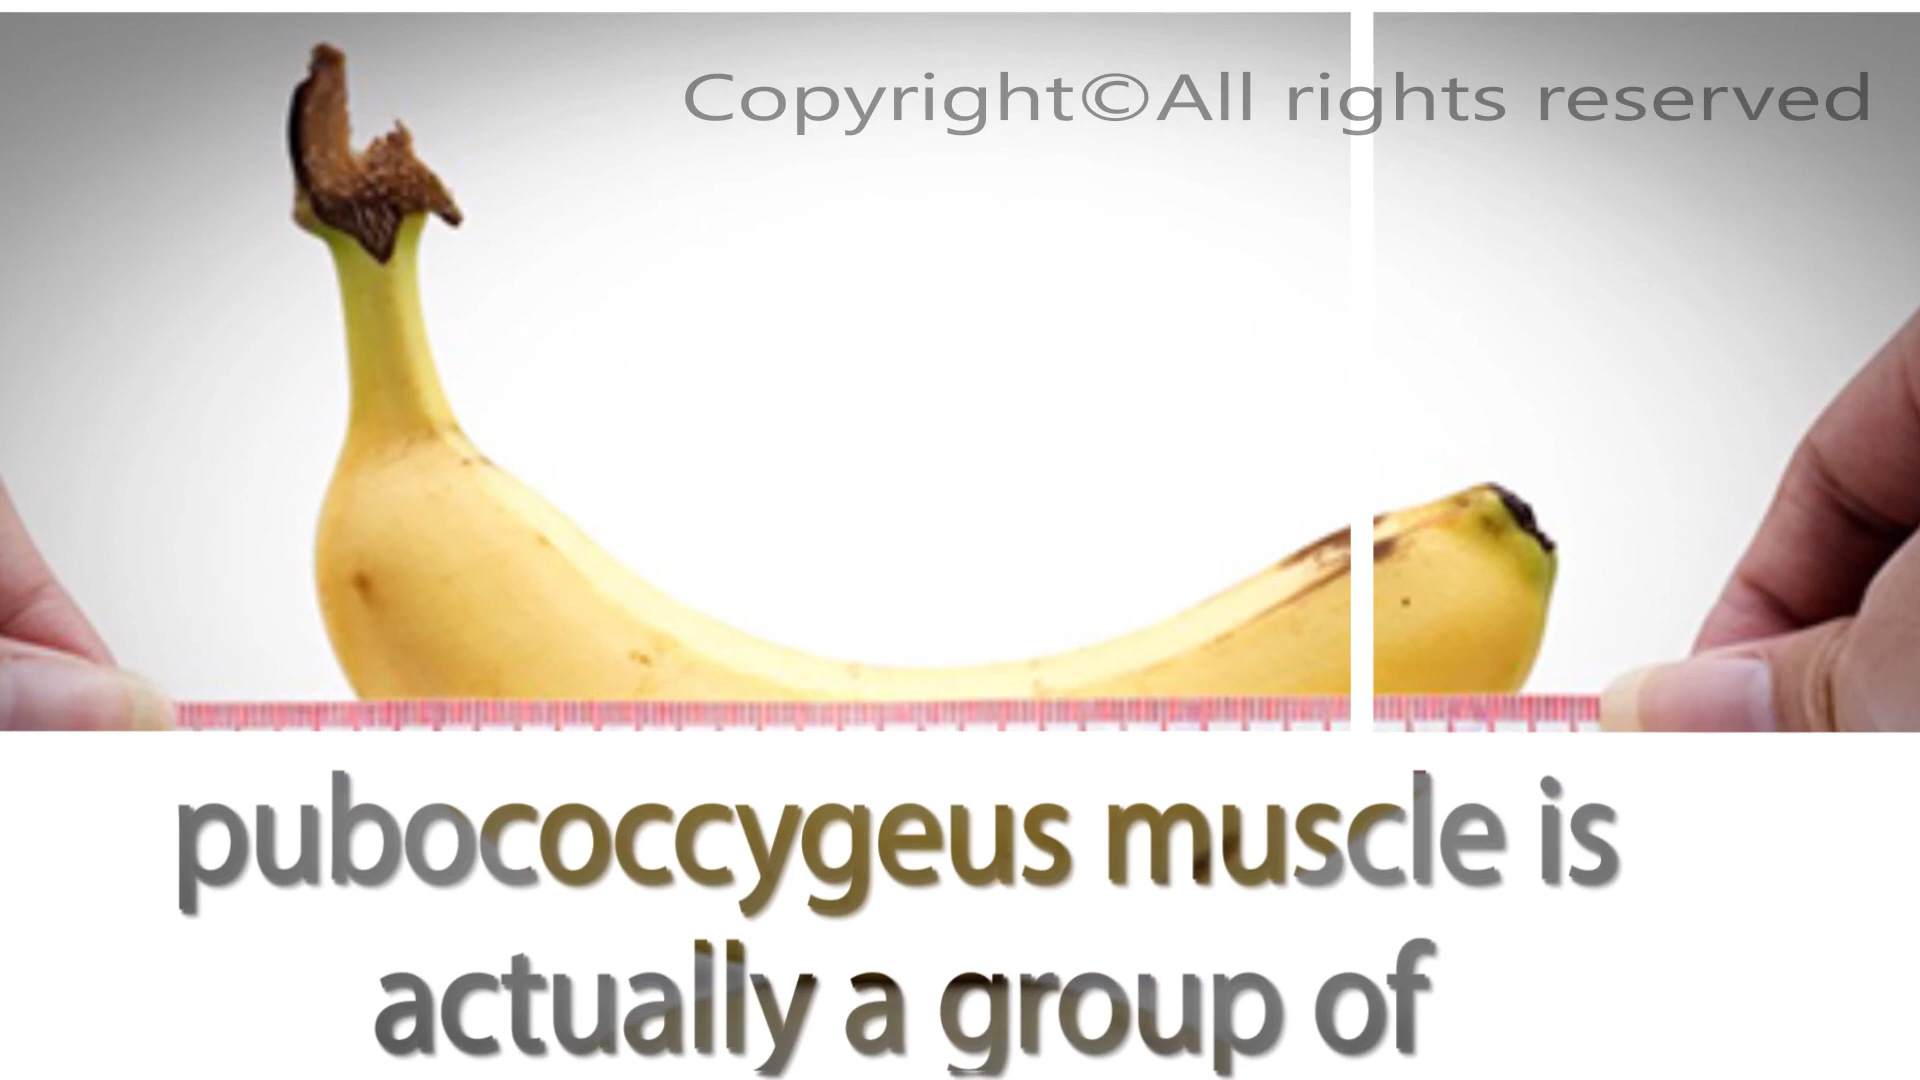 Copyright©All rights reserved
pubococcygeus muscle is
actually a group of